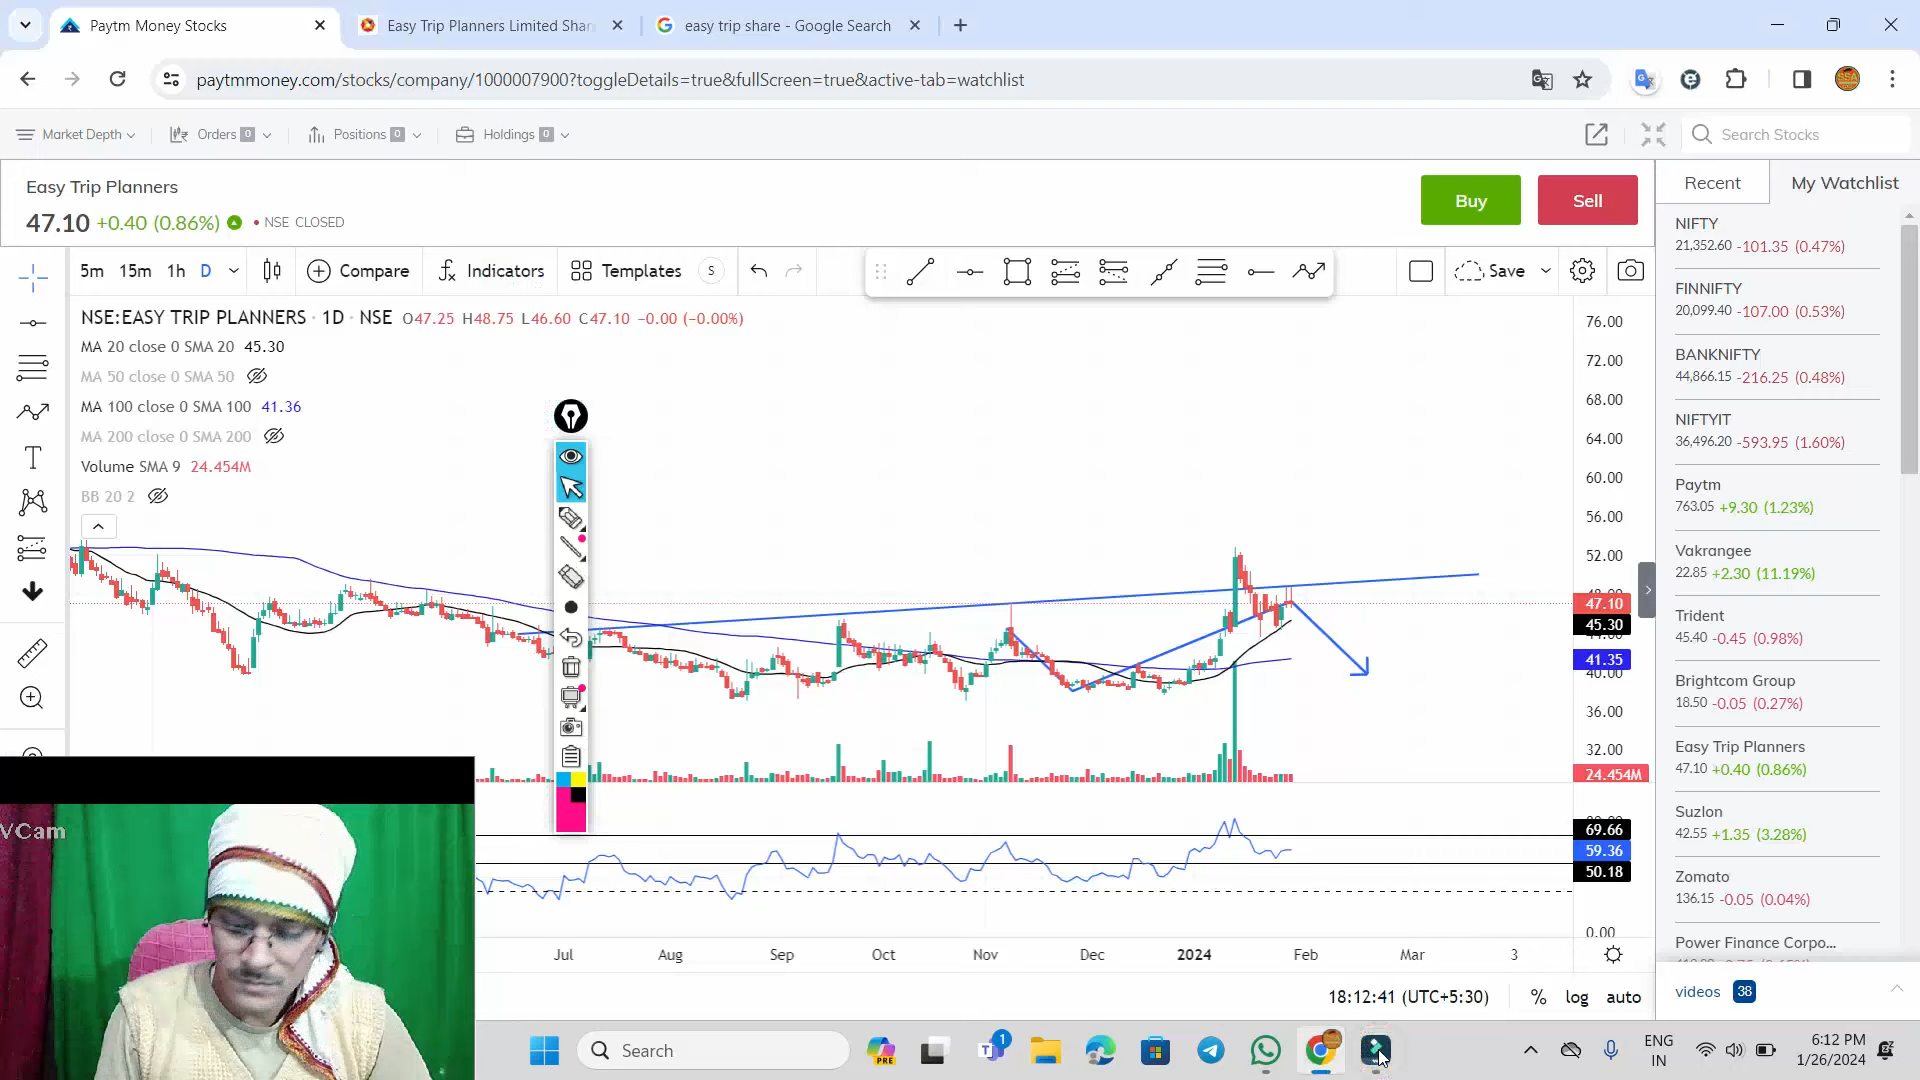 Paytm Money Stocks
Easy Trip Planners Limited Shar
easy trip share - Google Search
paytmmoney.com/stocks/company/1000007900?toggleDetails=true&fullScreen=true&active-tab=watchlist
Market Depth
Orders 0
Positions 0
Holdings 0
Search Stocks
Easy Trip Planners
47.10 +0.40 (0.86%) • NSE CLOSED
Buy
Sell
Recent
My Watchlist
5m 15m 1h D
Compare
Indicators
Templates
S
Save
NSE:EASY TRIP PLANNERS · 1D · NSE O47.25 H48.75 L46.60 C47.10 −0.00 (−0.00%)
MA 20 close 0 SMA 20 45.30
MA 50 close 0 SMA 50
MA 100 close 0 SMA 100 41.36
MA 200 close 0 SMA 200
Volume SMA 9 24.454M
BB 20 2
76.00
72.00
68.00
64.00
60.00
56.00
52.00
47.10
45.30
41.35
40.00
36.00
32.00
24.454M
69.66
59.36
50.18
0.00
Jul Aug Sep Oct Nov Dec 2024 Feb Mar 3
18:12:41 (UTC+5:30) % log auto
NIFTY
21,352.60 -101.35 (0.47%)
FINNIFTY
20,099.40 -107.00 (0.53%)
BANKNIFTY
44,866.15 -216.25 (0.48%)
NIFTYIT
36,496.20 -593.95 (1.60%)
Paytm
763.05 +9.30 (1.23%)
Vakrangee
22.85 +2.30 (11.19%)
Trident
45.40 -0.45 (0.98%)
Brightcom Group
18.50 -0.05 (0.27%)
Easy Trip Planners
47.10 +0.40 (0.86%)
Suzlon
42.55 +1.35 (3.28%)
Zomato
136.15 -0.05 (0.04%)
Power Finance Corpo...
videos 38
VCam
Search
PRE
1
ENG
IN
6:12 PM
1/26/2024